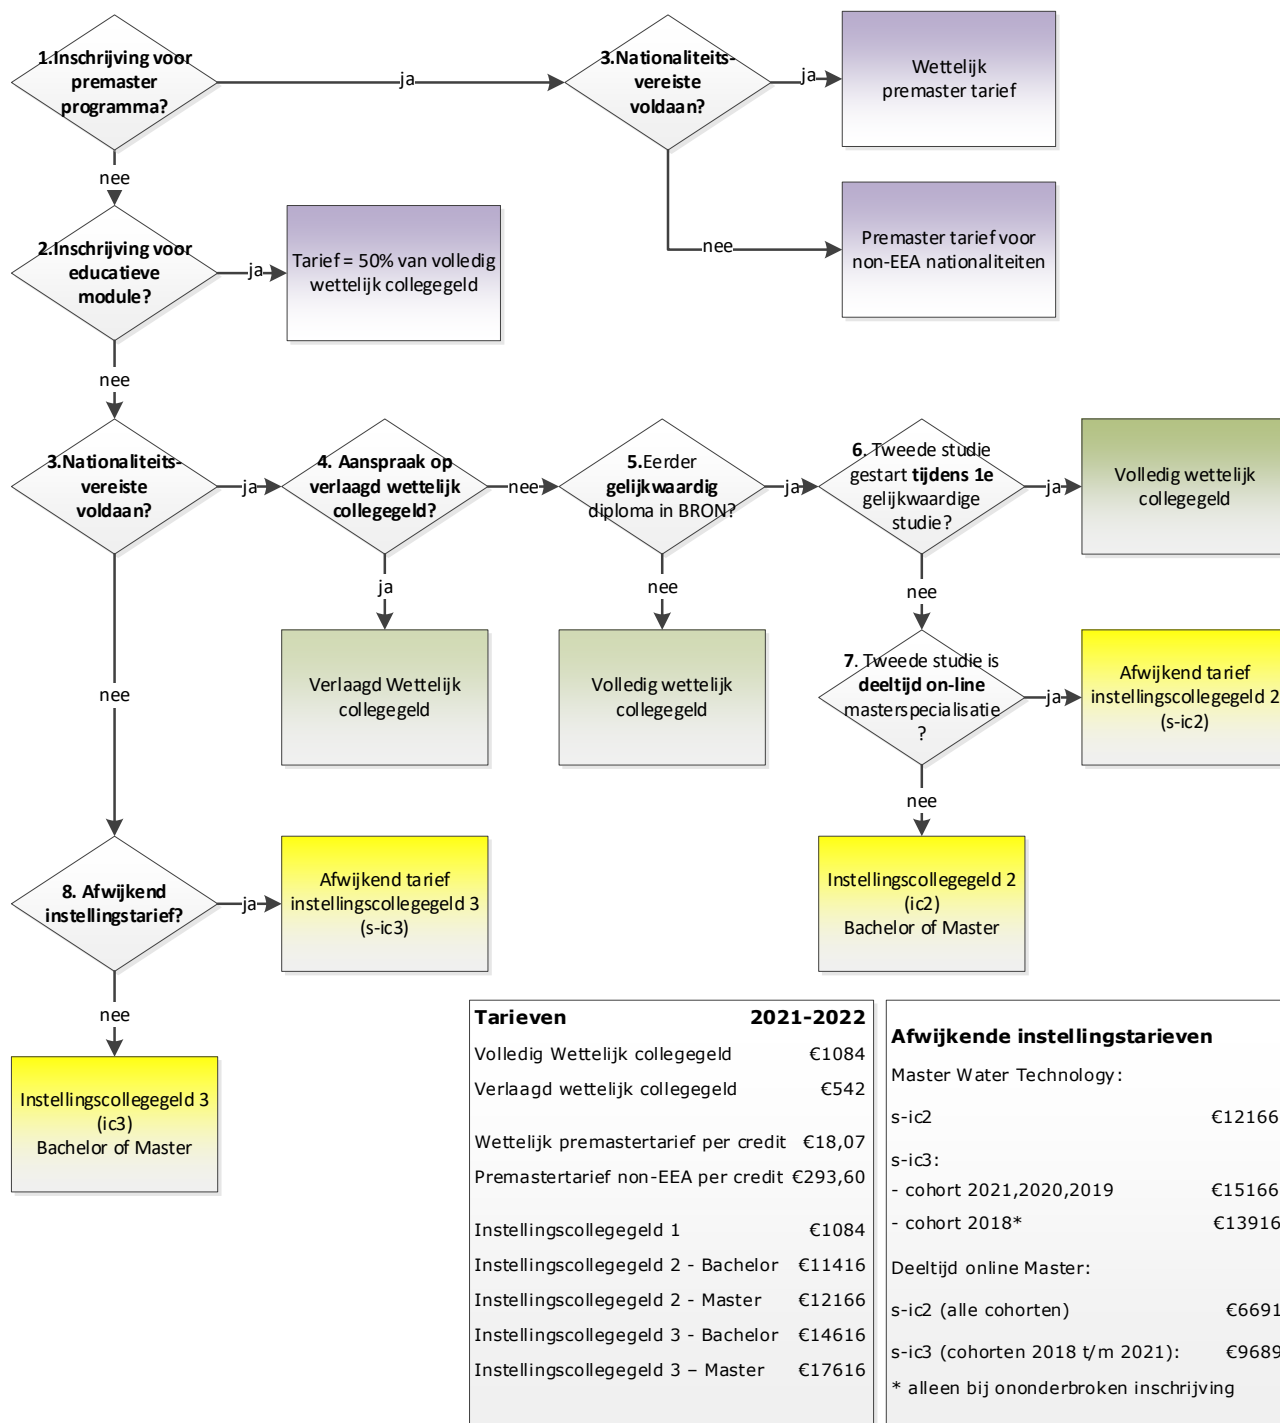 1.Inschrijving voor
premaster
programma?
ja
3.Nationaliteits-
vereiste
voldaan?
ja
Wettelijk
premaster tarief
nee
nee
Premaster tarief voor
non-EEA nationaliteiten
2.Inschrijving voor
educatieve
module?
ja
Tarief = 50% van volledig
wettelijk collegegeld
nee
3.Nationaliteits-
vereiste
voldaan?
ja
4. Aanspraak op
verlaagd wettelijk
collegegeld?
nee
5.Eerder
gelijkwaardig
diploma in BRON?
ja
6. Tweede studie
gestart tijdens 1e
gelijkwaardige
studie?
ja
Volledig wettelijk
collegegeld
ja
nee
nee
Verlaagd Wettelijk
collegegeld
Volledig wettelijk
collegegeld
7. Tweede studie is
deeltijd on-line
masterspecialisatie
?
ja
Afwijkend tarief
instellingscollegegeld 2
(s-ic2)
nee
nee
8. Afwijkend
instellingstarief?
ja
Afwijkend tarief
instellingscollegegeld 3
(s-ic3)
Instellingscollegegeld 2
(ic2)
Bachelor of Master
nee
Instellingscollegegeld 3
(ic3)
Bachelor of Master
Tarieven 2021-2022
Volledig Wettelijk collegegeld €1084
Verlaagd wettelijk collegegeld €542
Wettelijk premastertarief per credit €18,07
Premastertarief non-EEA per credit €293,60
Instellingscollegegeld 1 €1084
Instellingscollegegeld 2 - Bachelor €11416
Instellingscollegegeld 2 - Master €12166
Instellingscollegegeld 3 - Bachelor €14616
Instellingscollegegeld 3 – Master €17616
Afwijkende instellingstarieven
Master Water Technology:
s-ic2 €12166
s-ic3:
- cohort 2021,2020,2019 €15166
- cohort 2018* €13916
Deeltijd online Master:
s-ic2 (alle cohorten) €6691
s-ic3 (cohorten 2018 t/m 2021): €9689
* alleen bij ononderbroken inschrijving